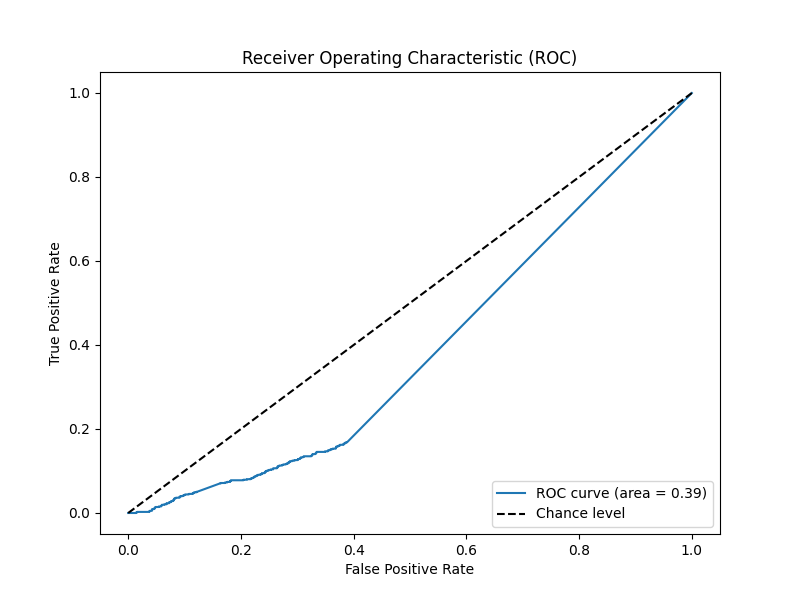 Receiver Operating Characteristic (ROC)
1.0
0.8
0.6
0.4
0.2
0.0
True Positive Rate
ROC curve (area = 0.39)
Chance level
0.0 0.2 0.4 0.6 0.8 1.0
False Positive Rate